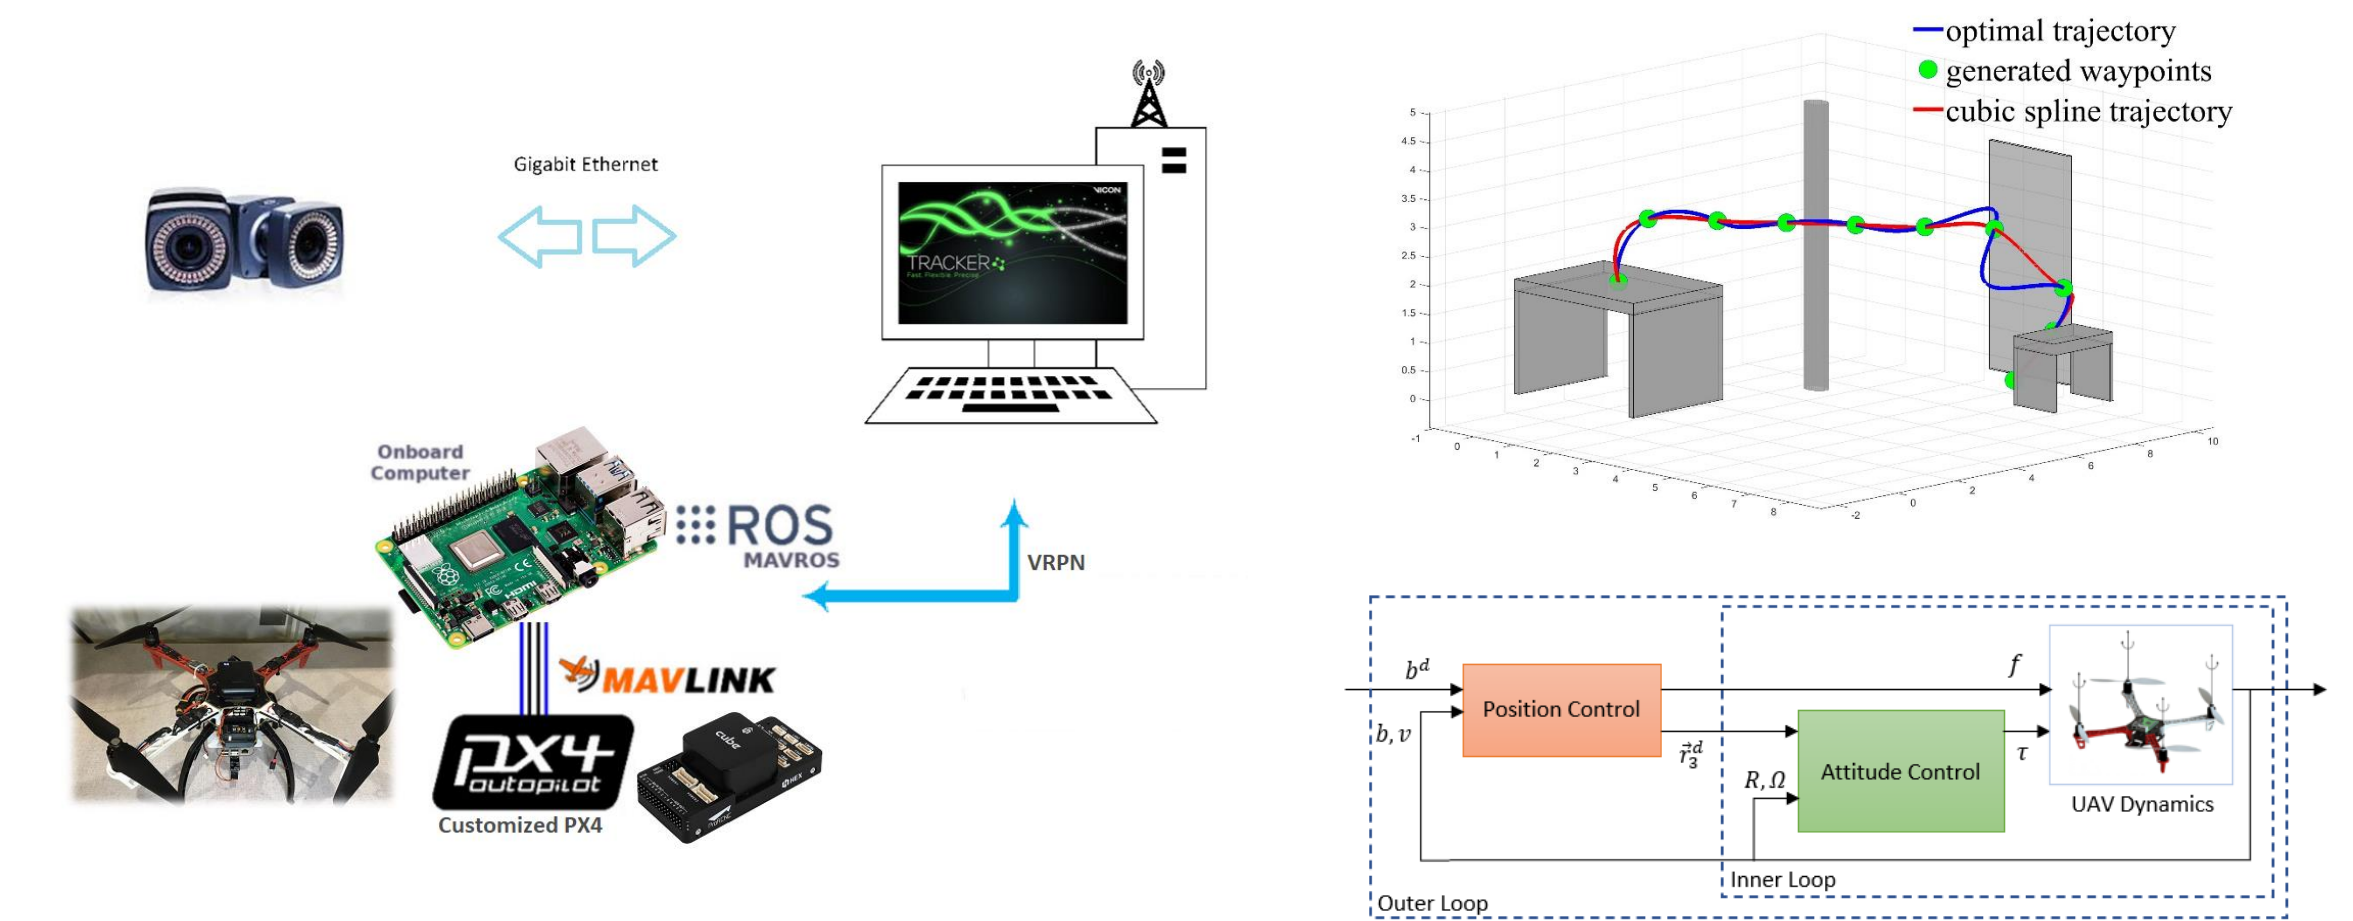 Gigabit Ethernet
VICON
TRACKER
Fast Flexible Precise
Onboard
Computer
HDMI
ROS
MAVROS
VRPN
MAVLINK
px4
autopilot
Customized PX4
cube
HEX
optimal trajectory
generated waypoints
cubic spline trajectory
5
4.5
4
3.5
3
2.5
2
1.5
1
0.5
0
-1
0
1
2
3
4
5
6
7
8
-2
0
2
4
6
8
10
b^d
f
Position Control
b, v
\vec{r}_3^d
τ
R, Ω
Attitude Control
UAV Dynamics
Inner Loop
Outer Loop